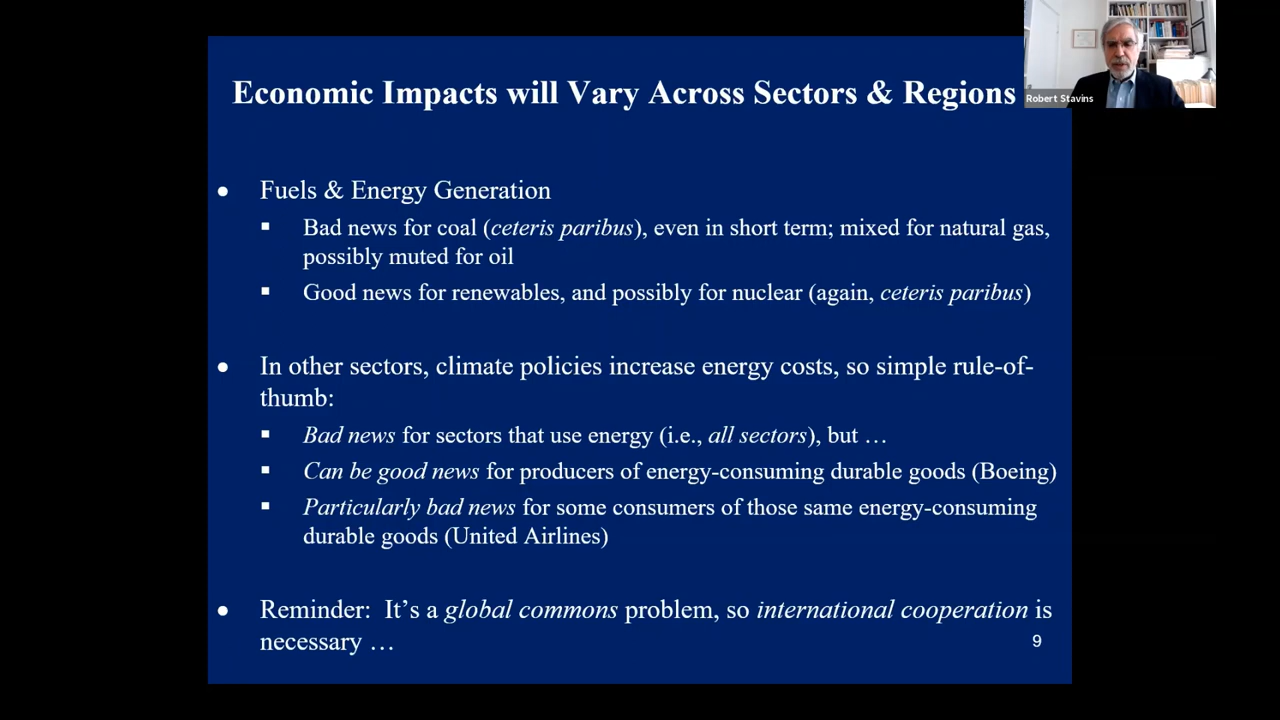 Economic Impacts will Vary Across Sectors & Regions
Robert Stavins
● Fuels & Energy Generation
▪ Bad news for coal (ceteris paribus), even in short term; mixed for natural gas,
possibly muted for oil
▪ Good news for renewables, and possibly for nuclear (again, ceteris paribus)
● In other sectors, climate policies increase energy costs, so simple rule-of-
thumb:
▪ Bad news for sectors that use energy (i.e., all sectors), but …
▪ Can be good news for producers of energy-consuming durable goods (Boeing)
▪ Particularly bad news for some consumers of those same energy-consuming
durable goods (United Airlines)
● Reminder: It’s a global commons problem, so international cooperation is
necessary …
9